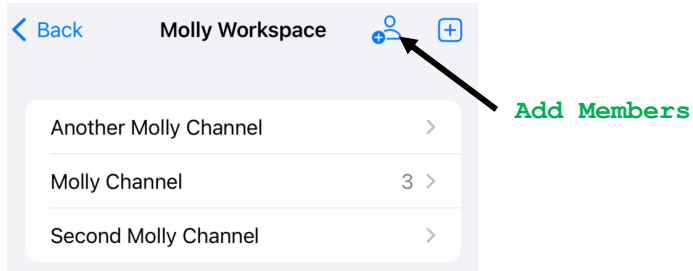 Back Molly Workspace
Add Members
Another Molly Channel
Molly Channel 3
Second Molly Channel